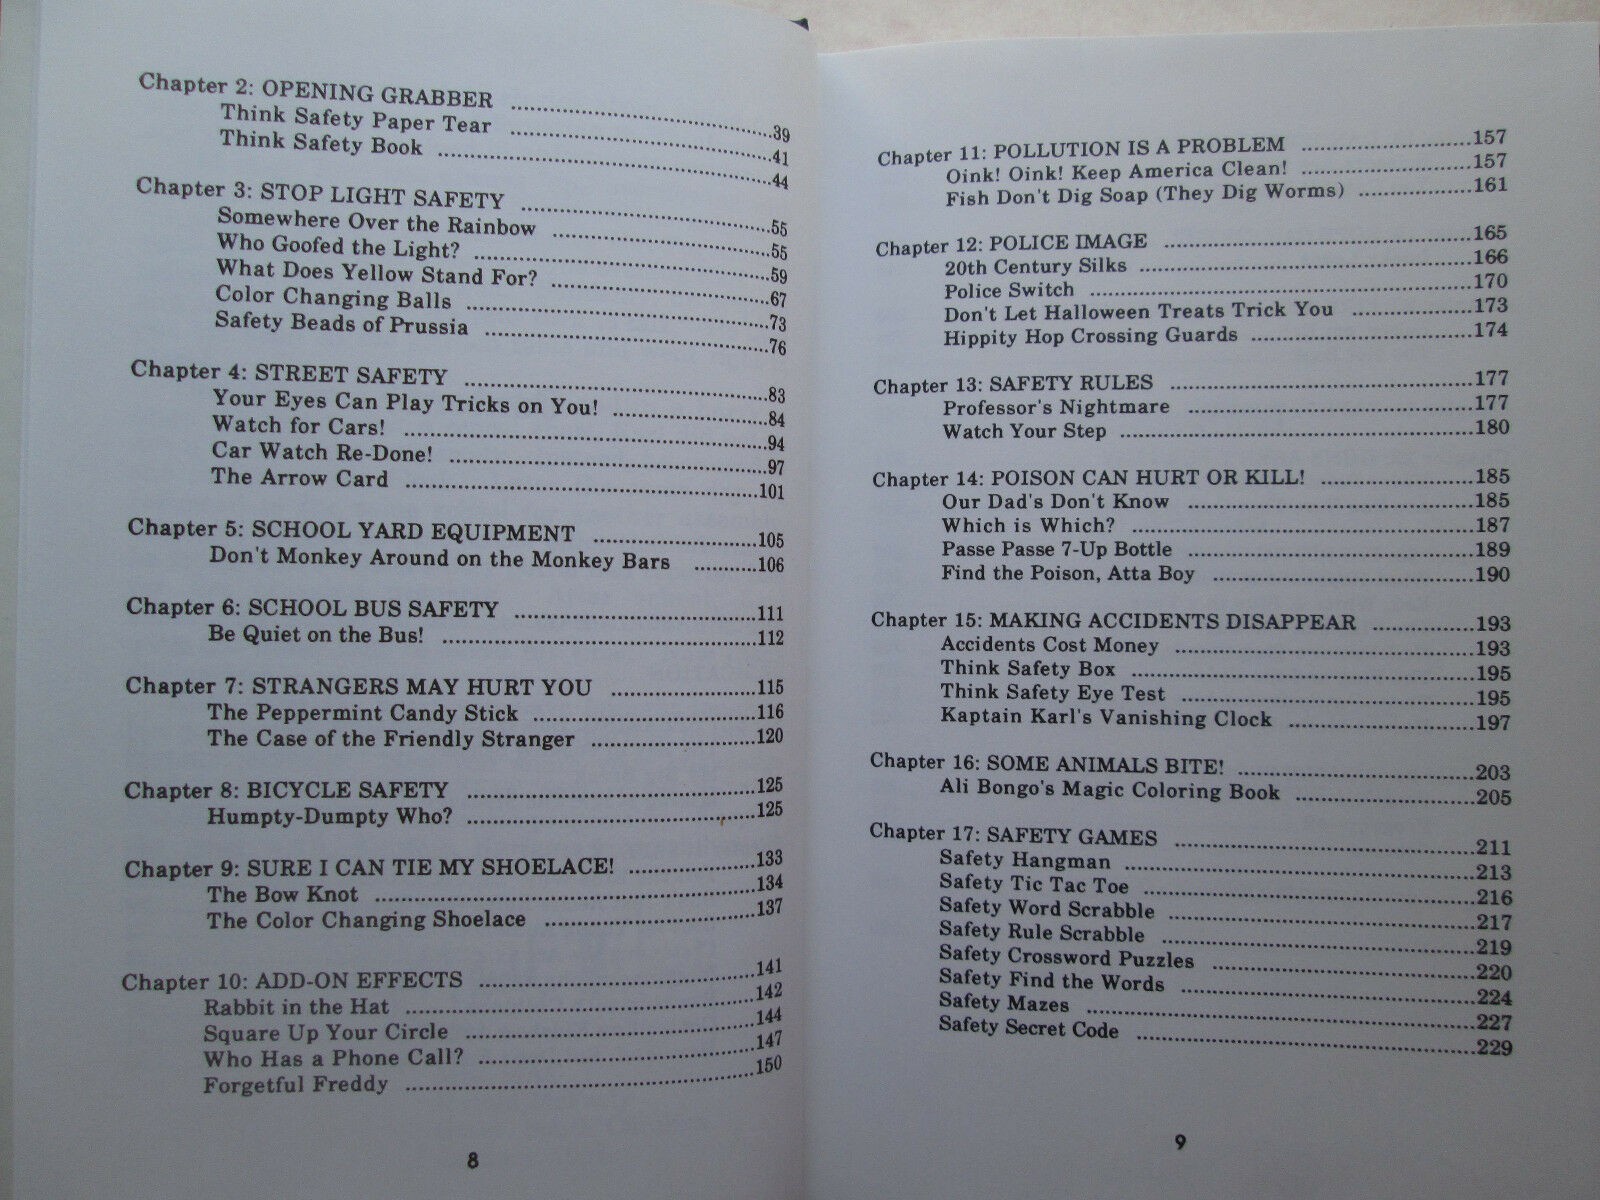 Chapter 2: OPENING GRABBER ........................39
Think Safety Paper Tear ........................41
Think Safety Book ........................44
Chapter 3: STOP LIGHT SAFETY ........................55
Somewhere Over the Rainbow ........................55
Who Goofed the Light? ........................59
What Does Yellow Stand For? ........................67
Color Changing Balls ........................73
Safety Beads of Prussia ........................76
Chapter 4: STREET SAFETY ........................83
Your Eyes Can Play Tricks on You! ........................84
Watch for Cars! ........................94
Car Watch Re-Done! ........................97
The Arrow Card ........................101
Chapter 5: SCHOOL YARD EQUIPMENT ........................105
Don't Monkey Around on the Monkey Bars ...........106
Chapter 6: SCHOOL BUS SAFETY ........................111
Be Quiet on the Bus! ........................112
Chapter 7: STRANGERS MAY HURT YOU ........................115
The Peppermint Candy Stick ........................116
The Case of the Friendly Stranger ........................120
Chapter 8: BICYCLE SAFETY ........................125
Humpty-Dumpty Who? ........................125
Chapter 9: SURE I CAN TIE MY SHOELACE! ........................133
The Bow Knot ........................134
The Color Changing Shoelace ........................137
Chapter 10: ADD-ON EFFECTS ........................141
Rabbit in the Hat ........................142
Square Up Your Circle ........................144
Who Has a Phone Call? ........................147
Forgetful Freddy ........................150
8
Chapter 11: POLLUTION IS A PROBLEM ........................157
Oink! Oink! Keep America Clean! ........................157
Fish Don't Dig Soap (They Dig Worms) ................161
Chapter 12: POLICE IMAGE ........................165
20th Century Silks ........................166
Police Switch ........................170
Don't Let Halloween Treats Trick You ................173
Hippity Hop Crossing Guards ........................174
Chapter 13: SAFETY RULES ........................177
Professor's Nightmare ........................177
Watch Your Step ........................180
Chapter 14: POISON CAN HURT OR KILL! ........................185
Our Dad's Don't Know ........................185
Which is Which? ........................187
Passe Passe 7-Up Bottle ........................189
Find the Poison, Atta Boy ........................190
Chapter 15: MAKING ACCIDENTS DISAPPEAR ................193
Accidents Cost Money ........................193
Think Safety Box ........................195
Think Safety Eye Test ........................195
Kaptain Karl's Vanishing Clock ........................197
Chapter 16: SOME ANIMALS BITE! ........................203
Ali Bongo's Magic Coloring Book ........................205
Chapter 17: SAFETY GAMES ........................211
Safety Hangman ........................213
Safety Tic Tac Toe ........................216
Safety Word Scrabble ........................217
Safety Rule Scrabble ........................219
Safety Crossword Puzzles ........................220
Safety Find the Words ........................224
Safety Mazes ........................227
Safety Secret Code ........................229
9